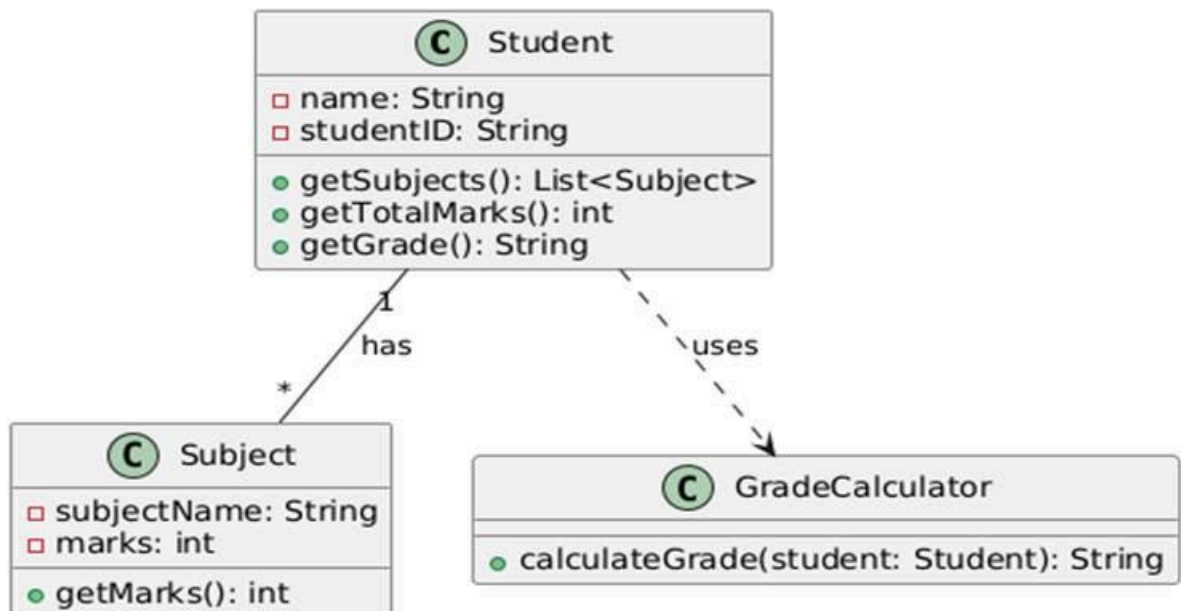 C Student
name: String
studentID: String
getSubjects(): List<Subject>
getTotalMarks(): int
getGrade(): String
1
has
uses
*
C Subject
subjectName: String
marks: int
getMarks(): int
C GradeCalculator
calculateGrade(student: Student): String